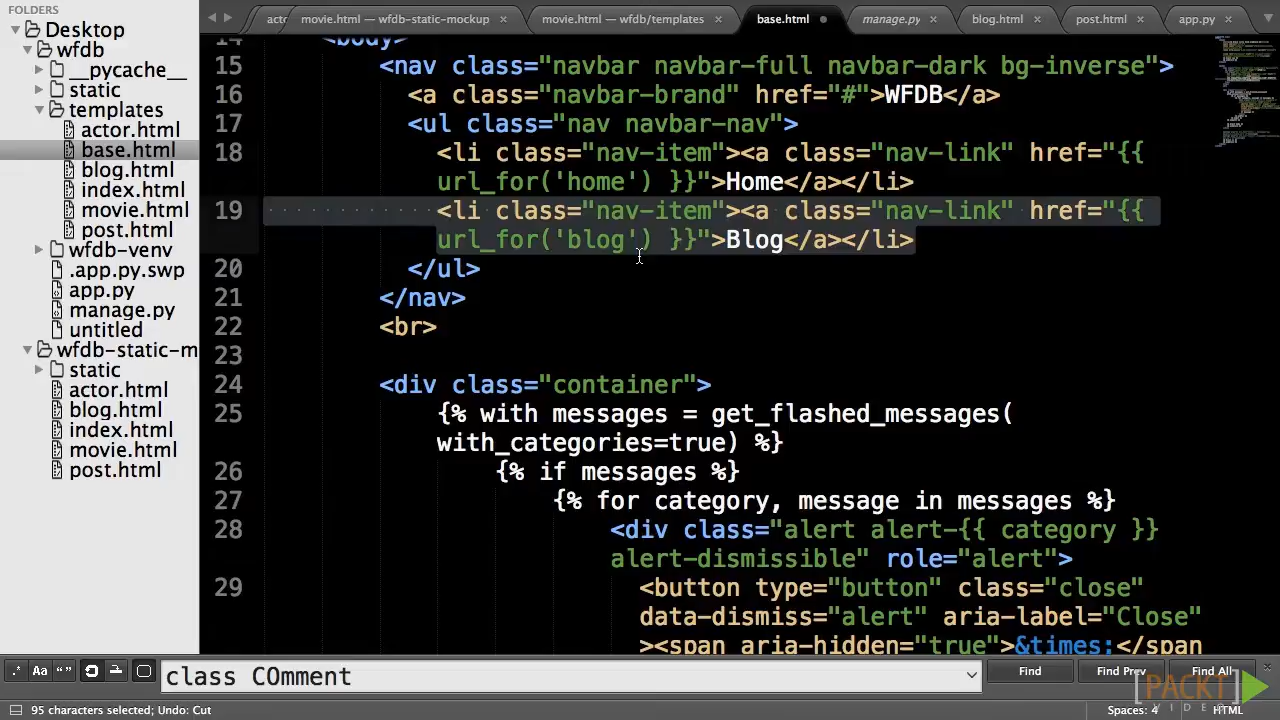 FOLDERS
Desktop
wfdb
__pycache__
static
templates
actor.html
base.html
blog.html
index.html
movie.html
post.html
wfdb-venv
.app.py.swp
app.py
manage.py
untitled
wfdb-static-m
static
actor.html
blog.html
index.html
movie.html
post.html
acto movie.html — wfdb-static-mockup × movie.html — wfdb/templates × base.html manage.py × blog.html × post.html × app.py ×
14 <body>
15 <nav class="navbar navbar-full navbar-dark bg-inverse">
16 <a class="navbar-brand" href="#">WFDB</a>
17 <ul class="nav navbar-nav">
18 <li class="nav-item"><a class="nav-link" href="{{
url_for('home') }}">Home</a></li>
19 <li class="nav-item"><a class="nav-link" href="{{
url_for('blog') }}">Blog</a></li>
20 </ul>
21 </nav>
22 <br>
23
24 <div class="container">
25 {% with messages = get_flashed_messages(
with_categories=true) %}
26 {% if messages %}
27 {% for category, message in messages %}
28 <div class="alert alert-{{ category }}
alert-dismissible" role="alert">
29 <button type="button" class="close"
data-dismiss="alert" aria-label="Close"
><span aria-hidden="true">&times;</span
.* Aa “” class COmment Find Find Prev Find All ×
[PACKT]
VIDEO
95 characters selected; Undo: Cut Spaces: 4 HTML